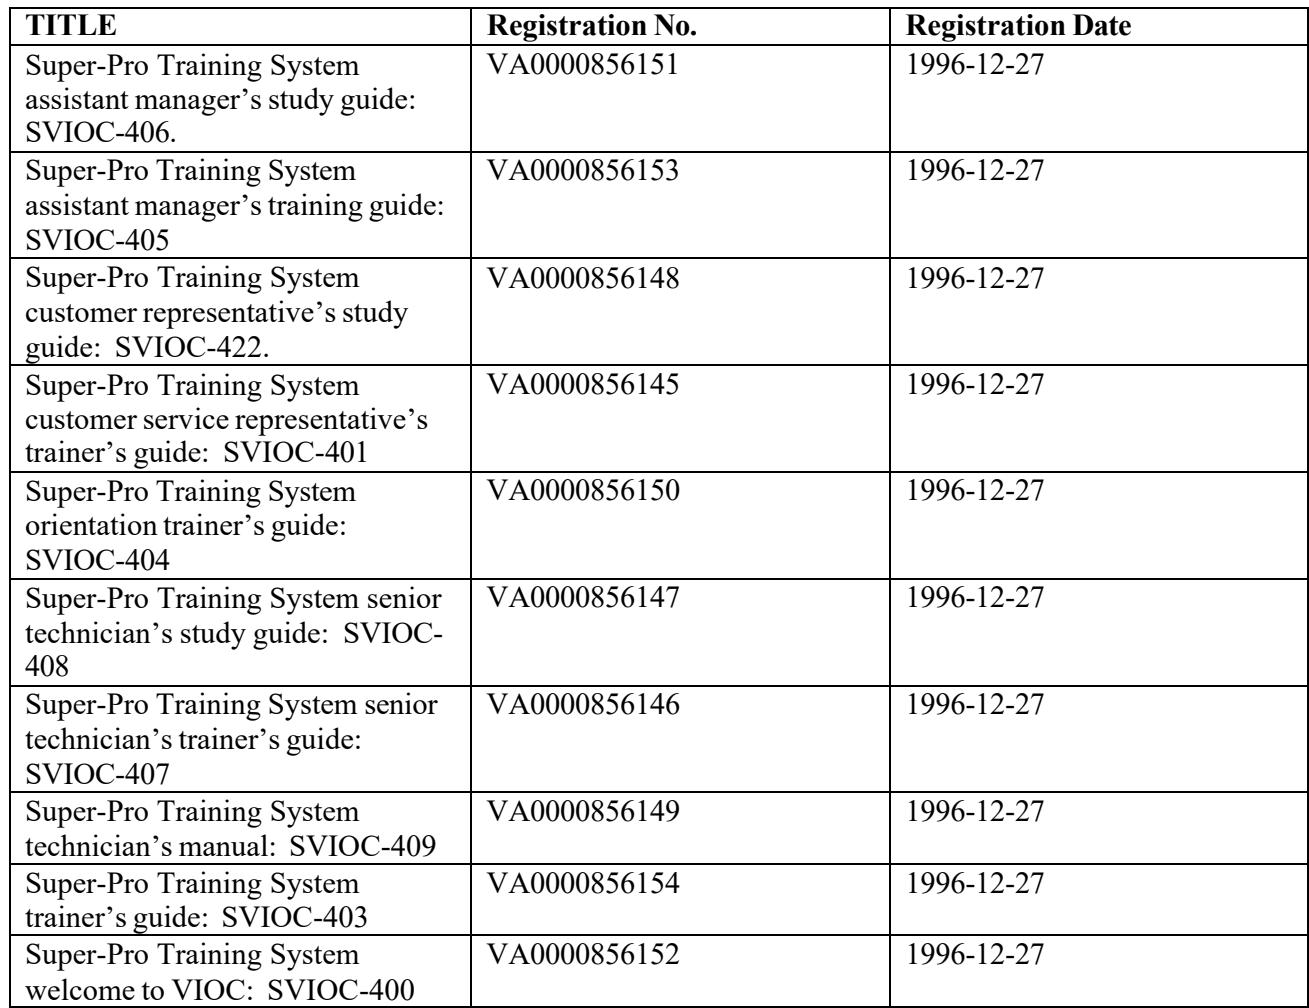 TITLE Registration No. Registration Date
Super-Pro Training System VA0000856151 1996-12-27
assistant manager’s study guide:
SVIOC-406.
Super-Pro Training System VA0000856153 1996-12-27
assistant manager’s training guide:
SVIOC-405
Super-Pro Training System VA0000856148 1996-12-27
customer representative’s study
guide:  SVIOC-422.
Super-Pro Training System VA0000856145 1996-12-27
customer service representative’s
trainer’s guide:  SVIOC-401
Super-Pro Training System VA0000856150 1996-12-27
orientation trainer’s guide:
SVIOC-404
Super-Pro Training System senior VA0000856147 1996-12-27
technician’s study guide:  SVIOC-
408
Super-Pro Training System senior VA0000856146 1996-12-27
technician’s trainer’s guide:
SVIOC-407
Super-Pro Training System VA0000856149 1996-12-27
technician’s manual:  SVIOC-409
Super-Pro Training System VA0000856154 1996-12-27
trainer’s guide:  SVIOC-403
Super-Pro Training System VA0000856152 1996-12-27
welcome to VIOC:  SVIOC-400